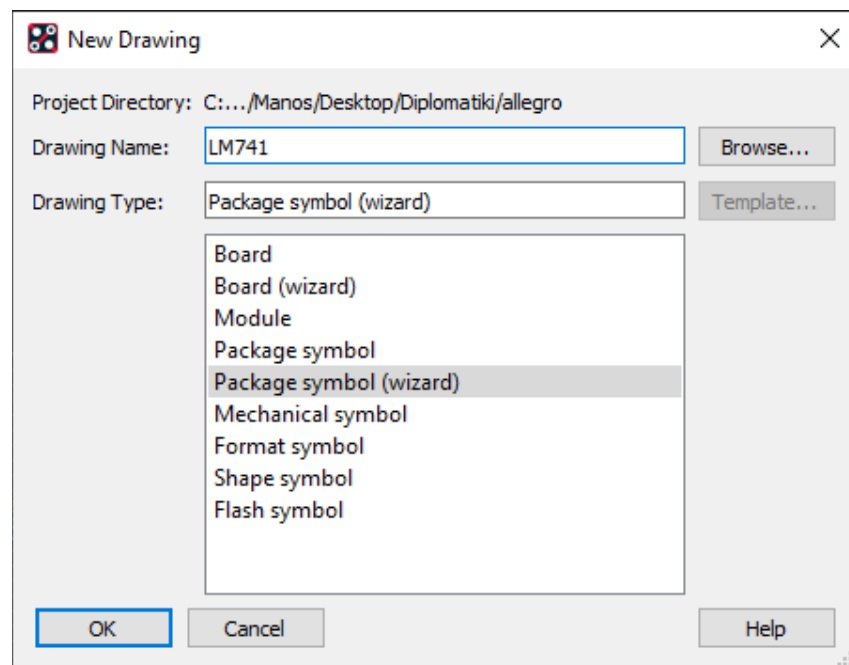 New Drawing
Project Directory: C:.../Manos/Desktop/Diplomatiki/allegro
Drawing Name: LM741 Browse...
Drawing Type: Package symbol (wizard) Template...
Board
Board (wizard)
Module
Package symbol
Package symbol (wizard)
Mechanical symbol
Format symbol
Shape symbol
Flash symbol
OK Cancel Help